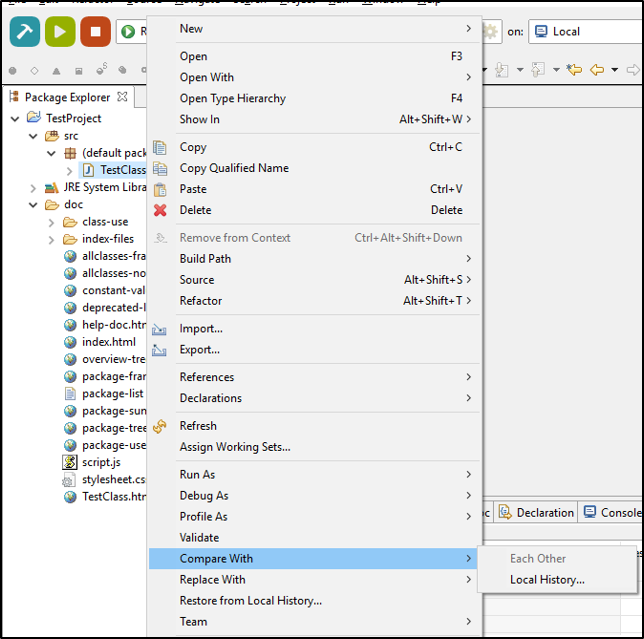 R
on:
Local
Package Explorer
TestProject
src
(default pack
TestClass
JRE System Libra
doc
class-use
index-files
allclasses-fra
allclasses-no
constant-val
deprecated-l
help-doc.htn
index.html
overview-tre
package-fran
package-list
package-sun
package-tree
package-use
script.js
stylesheet.cs
TestClass.htn
New
Open F3
Open With
Open Type Hierarchy F4
Show In Alt+Shift+W
Copy Ctrl+C
Copy Qualified Name
Paste Ctrl+V
Delete Delete
Remove from Context Ctrl+Alt+Shift+Down
Build Path
Source Alt+Shift+S
Refactor Alt+Shift+T
Import...
Export...
References
Declarations
Refresh
Assign Working Sets...
Run As
Debug As
Profile As
Validate
Compare With
Replace With
Restore from Local History...
Team
Each Other
Local History...
Declaration
Console